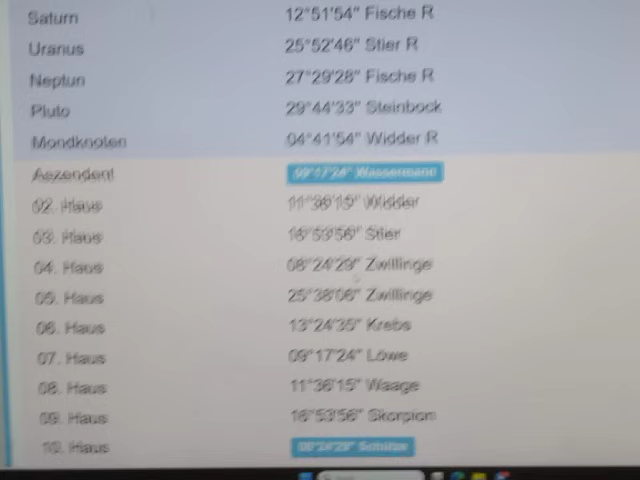 Saturn 12°51'54" Fische R
Uranus 25°52'46" Stier R
Neptun 27°29'28" Fische R
Pluto 29°44'33" Steinbock
Mondknoten 04°41'54" Widder R
Aszendent 09°17'24" Wassermann
02. Haus 11°36'15" Widder
03. Haus 16°53'56" Stier
04. Haus 08°24'29" Zwillinge
05. Haus 25°38'06" Zwillinge
06. Haus 13°24'35" Krebs
07. Haus 09°17'24" Löwe
08. Haus 11°36'15" Waage
09. Haus 16°53'56" Skorpion
10. Haus 08°24'29" Schütze